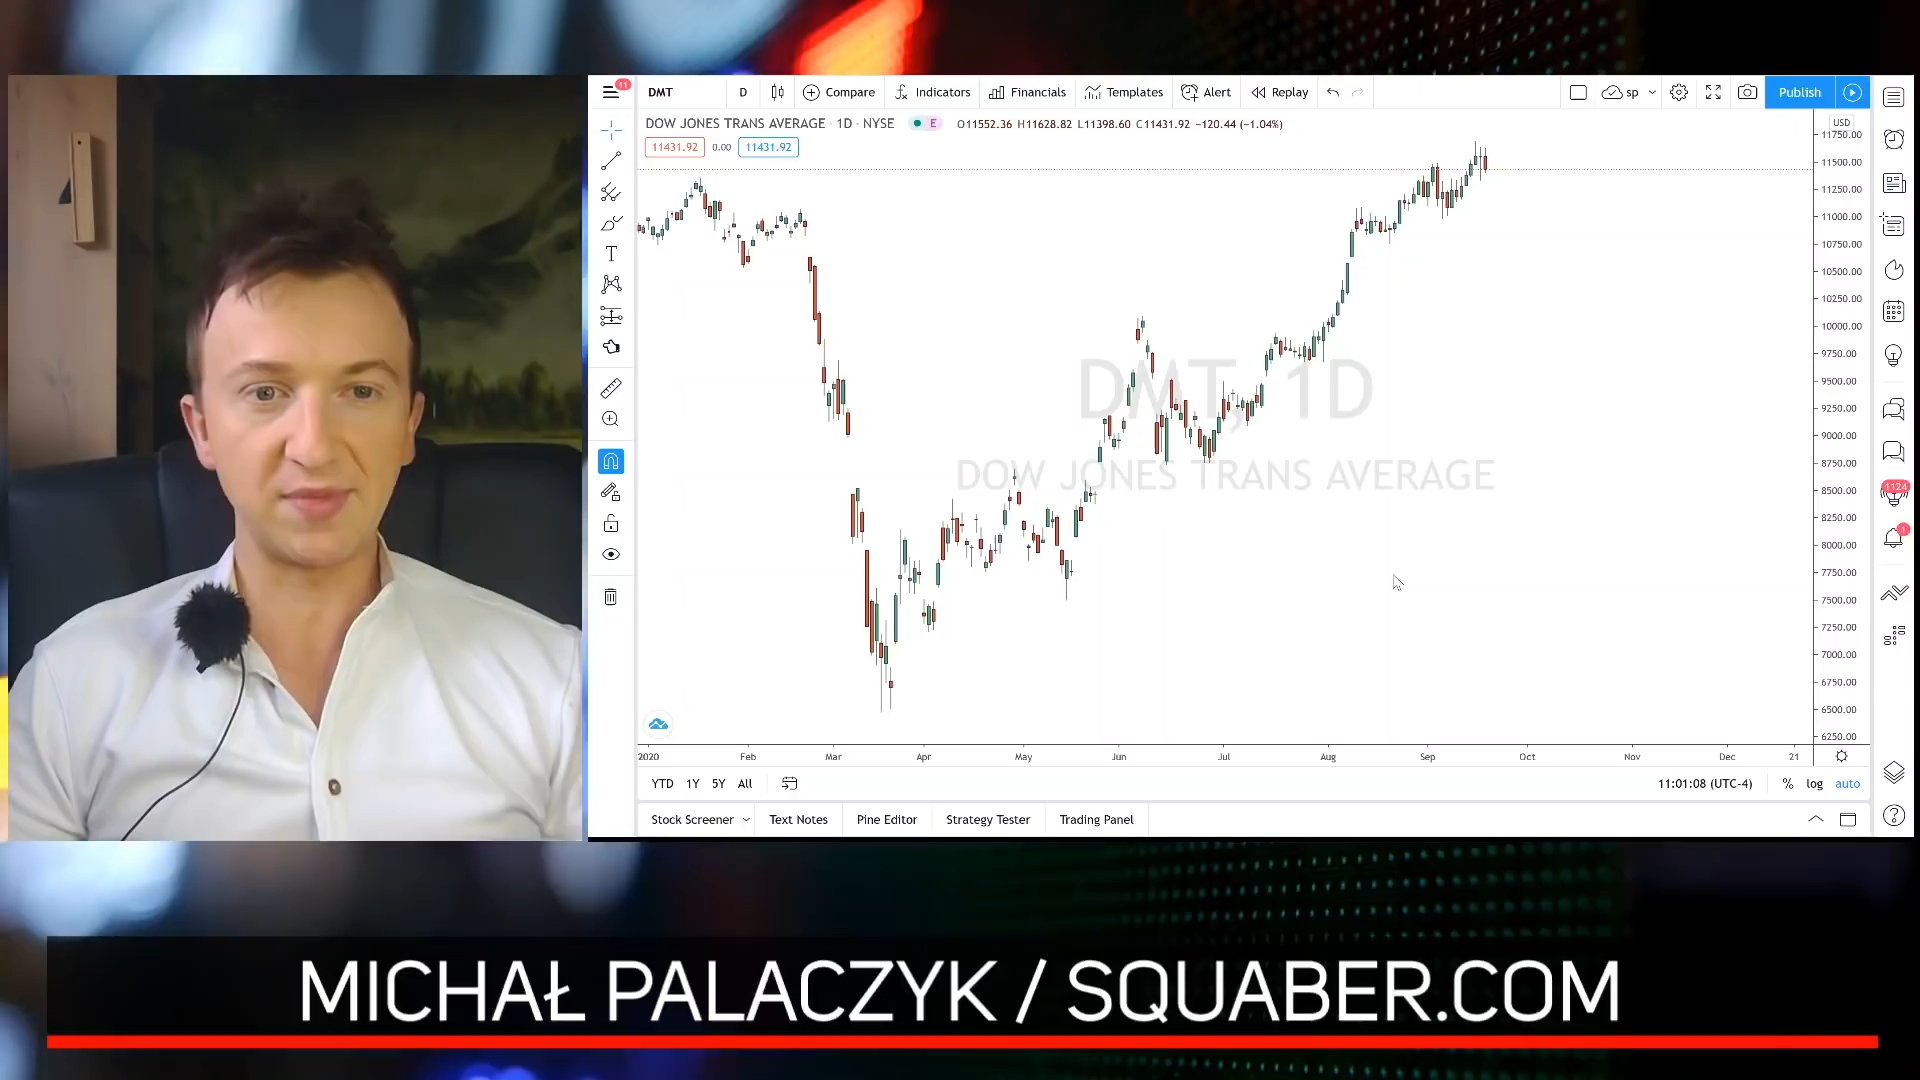 11
DMT
D
Compare
Indicators
Financials
Templates
Alert
Replay
sp
Publish
DOW JONES TRANS AVERAGE · 1D · NYSE
E
O11552.36 H11628.82 L11398.60 C11431.92 −120.44 (−1.04%)
11431.92
0.00
11431.92
USD
11750.00
11500.00
11250.00
11000.00
10750.00
10500.00
10250.00
10000.00
9750.00
9500.00
9250.00
9000.00
8750.00
8500.00
8250.00
8000.00
7750.00
7500.00
7250.00
7000.00
6750.00
6500.00
6250.00
DMT, 1D
DOW JONES TRANS AVERAGE
1124
1
2020 Feb Mar Apr May Jun Jul Aug Sep Oct Nov Dec 21
YTD 1Y 5Y All
11:01:08 (UTC-4)
% log auto
Stock Screener
Text Notes
Pine Editor
Strategy Tester
Trading Panel
MICHAŁ PALACZYK / SQUABER.COM